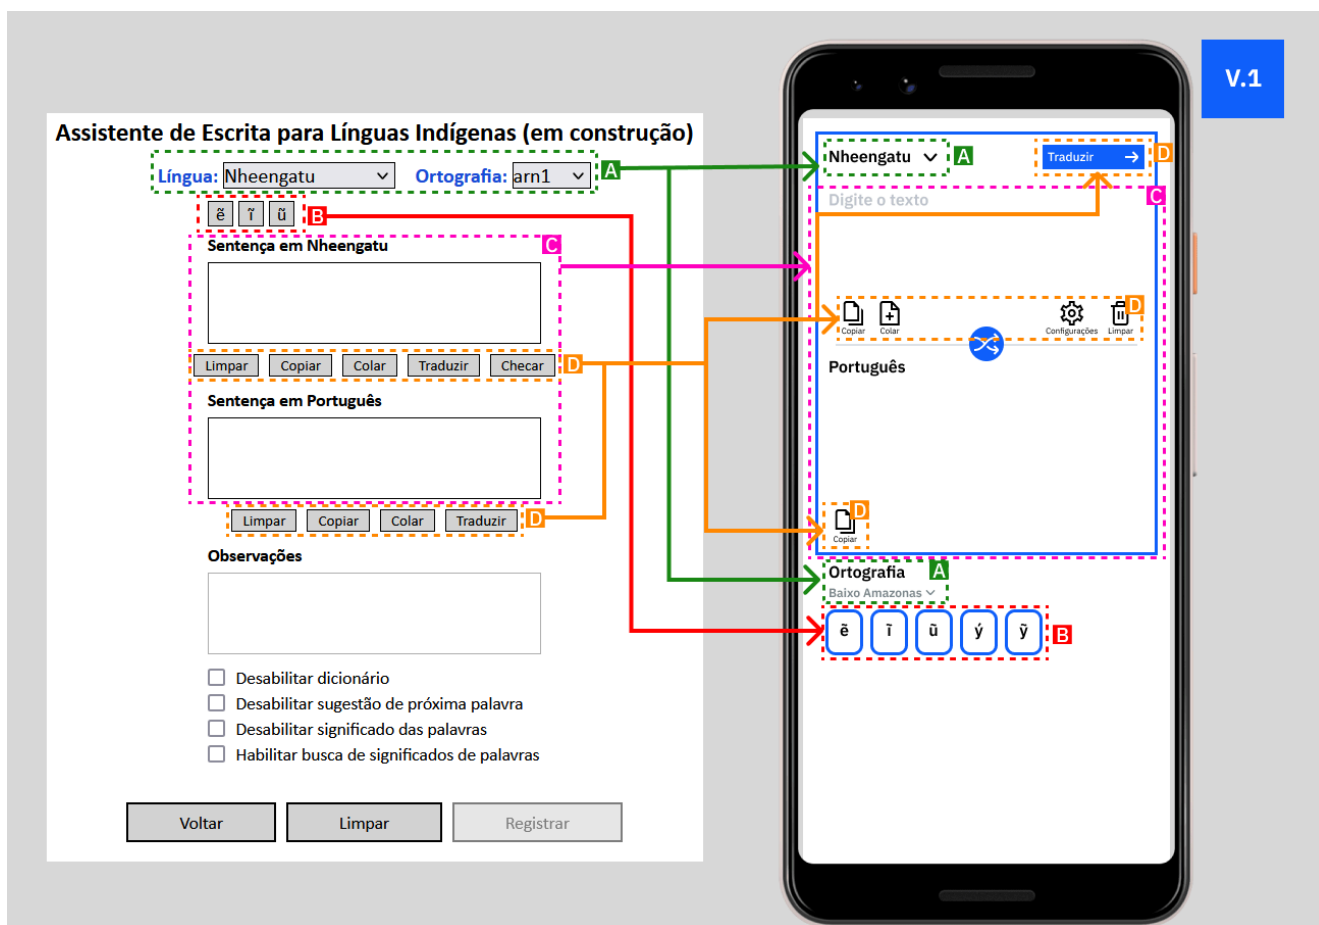 V.1
Assistente de Escrita para Línguas Indígenas (em construção)
Língua: Nheengatu Ortografia: arn1 A
ẽ ĩ ũ B
Sentença em Nheengatu C
Limpar Copiar Colar Traduzir Checar D
Sentença em Português
Limpar Copiar Colar Traduzir D
Observações
Desabilitar dicionário
Desabilitar sugestão de próxima palavra
Desabilitar significado das palavras
Habilitar busca de significados de palavras
Voltar Limpar Registrar
Nheengatu A Traduzir D
Digite o texto C
D
Copiar Colar Configurações Limpar
Português
D
Copiar
Ortografia A
Baixo Amazonas
ẽ ĩ ũ ý ỹ B